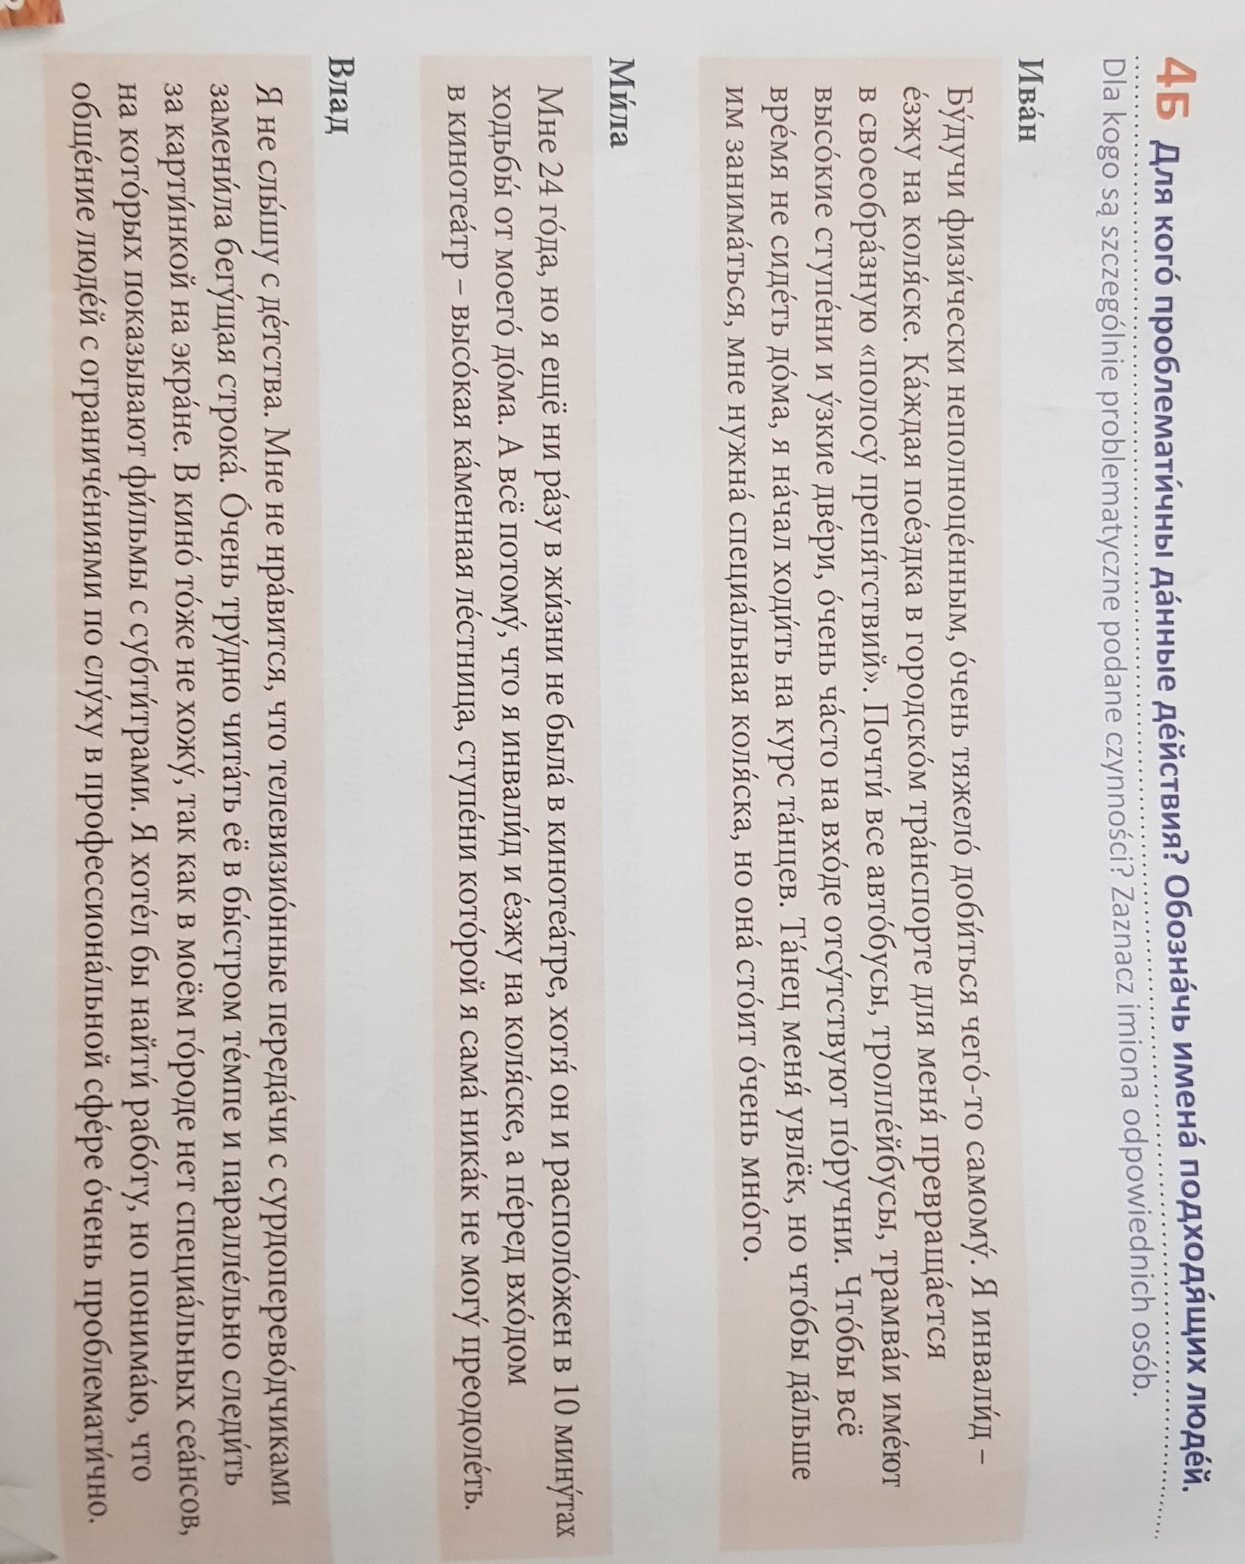 4Б Для кого́ проблемати́чны да́нные де́йствия? Обозна́чь имена́ подходя́щих люде́й.
Dla kogo są szczególnie problematyczne podane czynności? Zaznacz imiona odpowiednich osób.
Ива́н
Бу́дучи физи́чески неполноце́нным, о́чень тяжело́ доби́ться чего́-то самому́. Я инвали́д –
е́зжу на коля́ске. Ка́ждая пое́здка в городско́м тра́нспорте для меня́ превраща́ется
в своеобра́зную «полосу́ препя́тствий». Почти́ все авто́бусы, тролле́йбусы, трамва́и име́ют
высо́кие ступе́ни и у́зкие две́ри, о́чень ча́сто на вхо́де отсу́тствуют по́ручни. Что́бы всё
вре́мя не сиде́ть до́ма, я на́чал ходи́ть на курс та́нцев. Та́нец меня́ увлёк, но что́бы да́льше
им занима́ться, мне нужна́ специа́льная коля́ска, но она́ сто́ит о́чень мно́го.
Ми́ла
Мне 24 го́да, но я ещё ни ра́зу в жи́зни не была́ в кинотеа́тре, хотя́ он и располо́жен в 10 мину́тах
ходьбы́ от моего́ до́ма. А всё потому́, что я инвали́д и е́зжу на коля́ске, а пе́ред вхо́дом
в кинотеа́тр – высо́кая ка́менная ле́стница, ступе́ни кото́рой я сама́ ника́к не могу́ преодоле́ть.
Влад
Я не слы́шу с де́тства. Мне не нра́вится, что телевизио́нные переда́чи с сурдоперево́дчиками
замени́ла бегу́щая строка́. О́чень тру́дно чита́ть её в бы́стром те́мпе и паралле́льно следи́ть
за карти́нкой на экра́не. В кино́ то́же не хожу́, так как в моём го́роде нет специа́льных сеа́нсов,
на кото́рых показывают фи́льмы с субти́трами. Я хоте́л бы найти́ рабо́ту, но понима́ю, что
обще́ние люде́й с ограниче́ниями по слу́ху в профессиона́льной сфе́ре о́чень проблемати́чно.